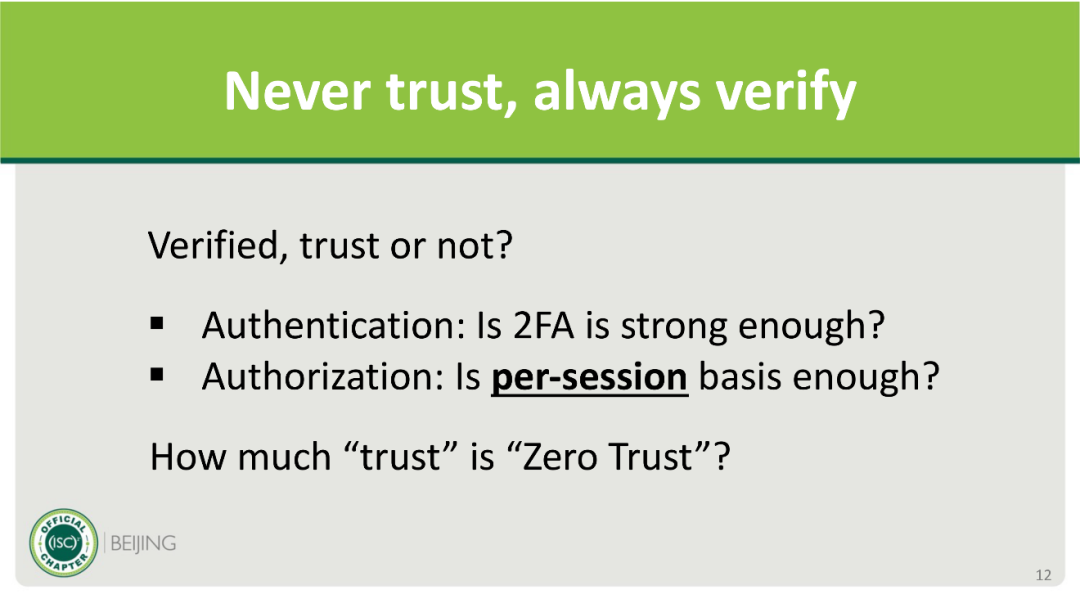 Never trust, always verify
Verified, trust or not?
▪ Authentication: Is 2FA is strong enough?
▪ Authorization: Is per-session basis enough?
How much “trust” is “Zero Trust”?
OFFICIAL
(ISC)²
CHAPTER
BEIJING
12